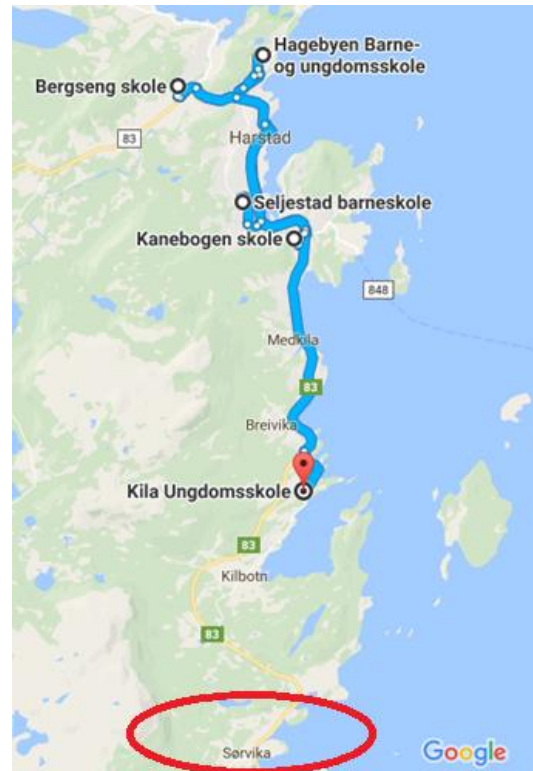 Hagebyen Barne-
og ungdomsskole
Bergseng skole
83
Harstad
Seljestad barneskole
Kanebogen skole
848
Medkila
83
Breivika
Kila Ungdomsskole
83
Kilbotn
83
Sørvika
Google